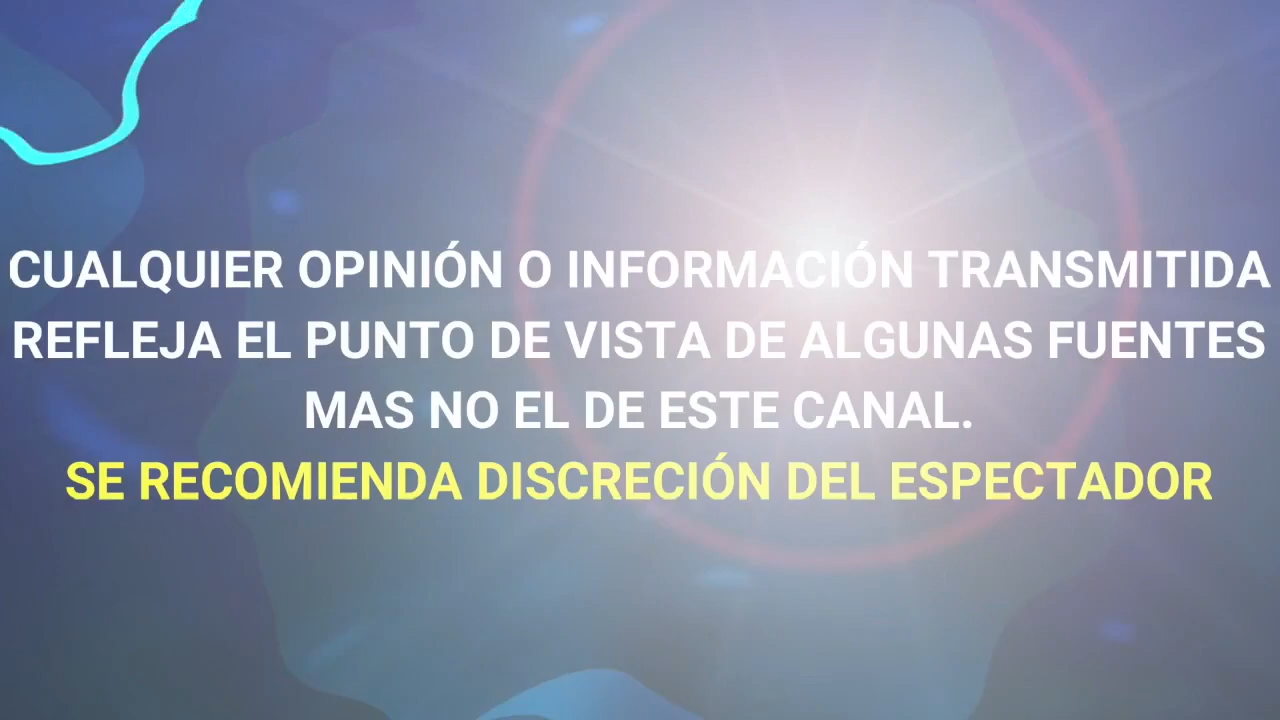 CUALQUIER OPINIÓN O INFORMACIÓN TRANSMITIDA
REFLEJA EL PUNTO DE VISTA DE ALGUNAS FUENTES
MAS NO EL DE ESTE CANAL.
SE RECOMIENDA DISCRECIÓN DEL ESPECTADOR